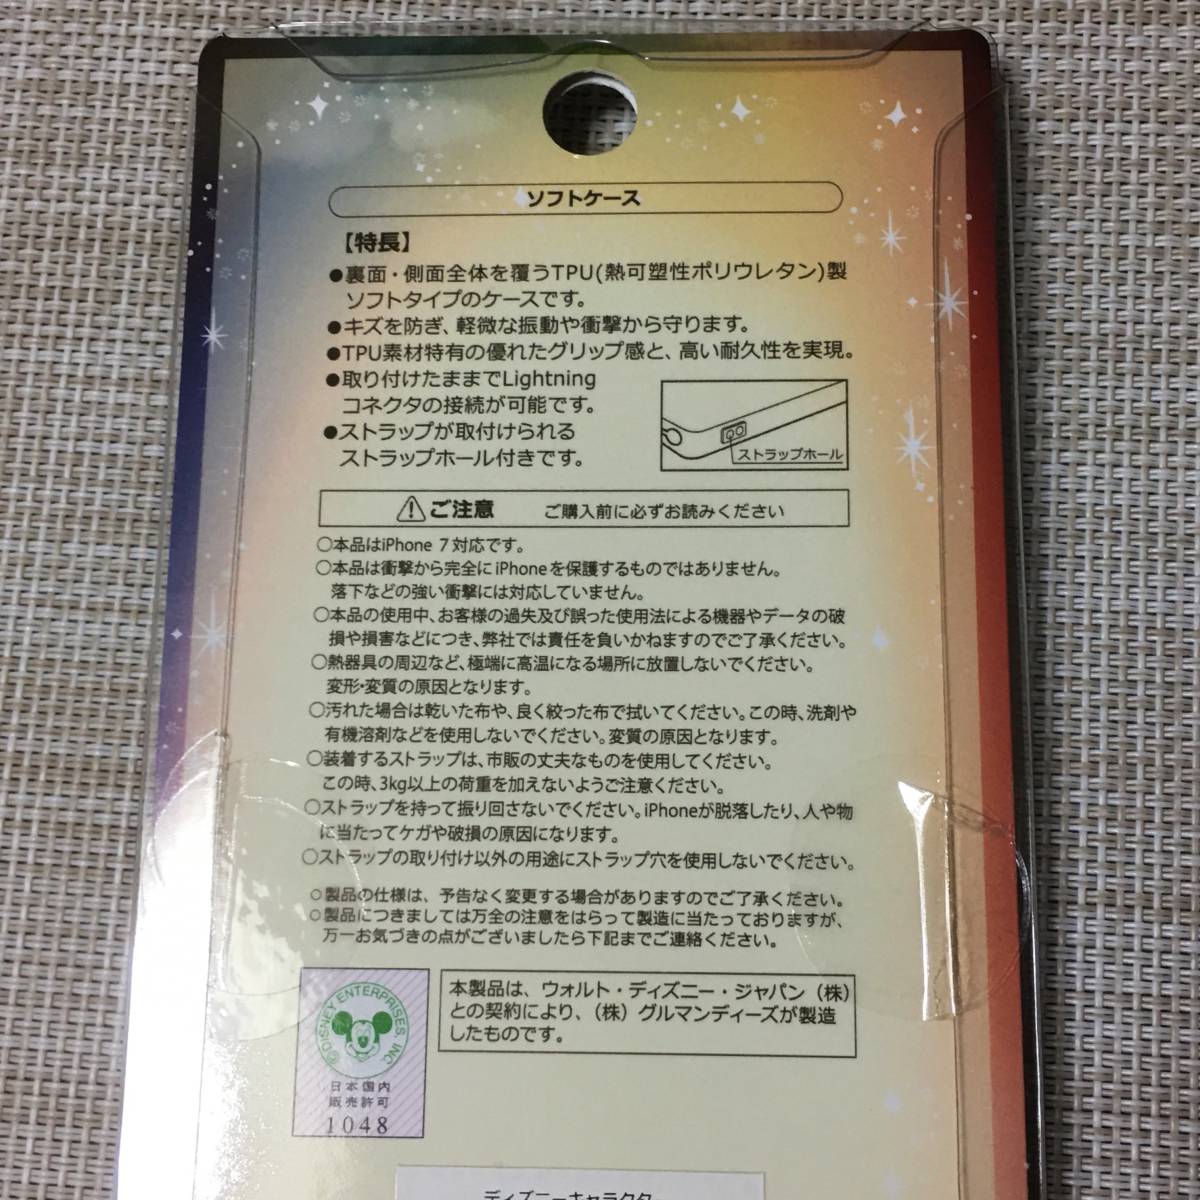 ソフトケース
【特長】
●裏面・側面全体を覆うTPU(熱可塑性ポリウレタン)製
ソフトタイプのケースです。
●キズを防ぎ、軽微な振動や衝撃から守ります。
●TPU素材特有の優れたグリップ感と、高い耐久性を実現。
●取り付けたままでLightning
コネクタの接続が可能です。
●ストラップが取付けられる
ストラップホール付きです。
ストラップホール
ご注意 ご購入前に必ずお読みください
○本品はiPhone 7 対応です。
○本品は衝撃から完全にiPhoneを保護するものではありません。
落下などの強い衝撃には対応していません。
○本品の使用中、お客様の過失及び誤った使用法による機器やデータの破
損や損害などにつき、弊社では責任を負いかねますのでご了承ください。
○熱器具の周辺など、極端に高温になる場所に放置しないでください。
変形・変質の原因となります。
○汚れた場合は乾いた布や、良く絞った布で拭いてください。この時、洗剤や
有機溶剤などを使用しないでください。変質の原因となります。
○装着するストラップは、市販の丈夫なものを使用してください。
この時、3kg以上の荷重を加えないようご注意ください。
○ストラップを持って振り回さないでください。iPhoneが脱落したり、人や物
に当たってケガや破損の原因になります。
○ストラップの取り付け以外の用途にストラップ穴を使用しないでください。
○製品の仕様は、予告なく変更する場合がありますのでご了承ください。
○製品につきましては万全の注意をはらって製造に当たっておりますが、
万一お気づきの点がございましたら下記までご連絡ください。
©DISNEY ENTERPRISES, INC.
日本国内
販売許可
1048
本製品は、ウォルト・ディズニー・ジャパン（株）
との契約により、（株）グルマンディーズが製造
したものです。
ディズニーキャラクター